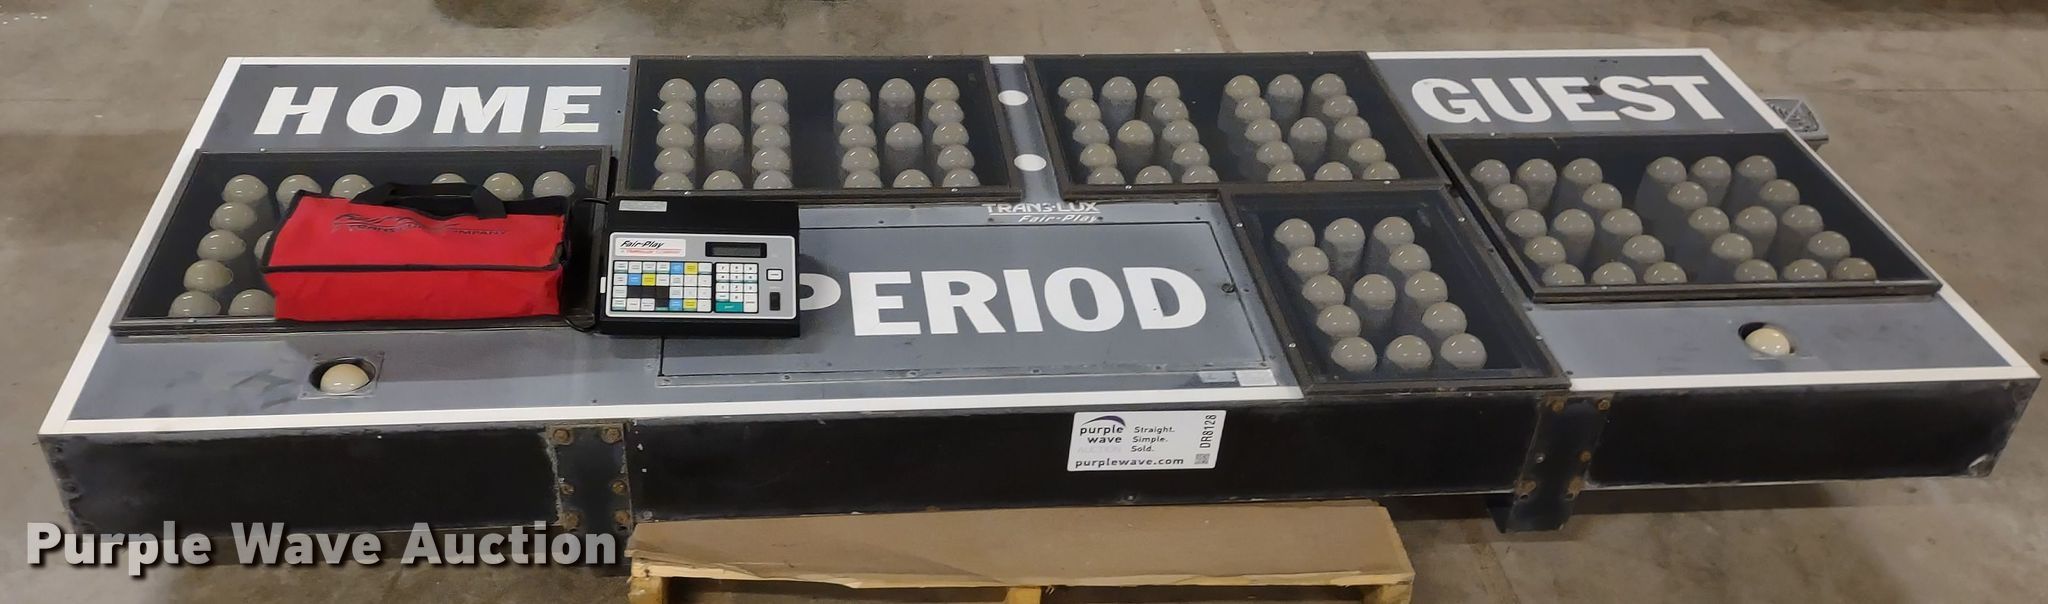 HOME
GUEST
TRANS-LUX
Fair-Play
Fair-Play
PERIOD
purple
wave
Straight.
Simple.
Sold.
purplewave.com
DR8128
Purple Wave Auction